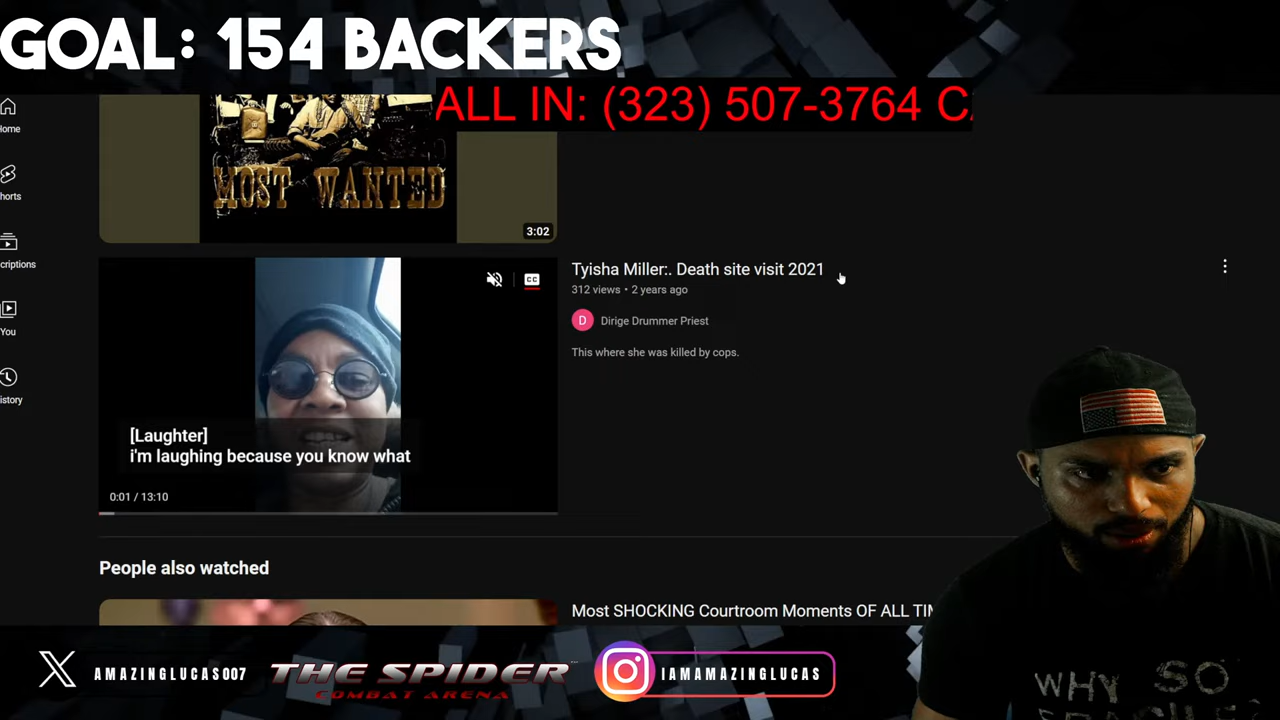 GOAL: 154 BACKERS
ALL IN: (323) 507-3764
ome
MOST WANTED
horts
3:02
criptions
Tyisha Miller:. Death site visit 2021
312 views • 2 years ago
CC
D
Dirige Drummer Priest
You
This where she was killed by cops.
istory
[Laughter]
i'm laughing because you know what
0:01 / 13:10
People also watched
Most SHOCKING Courtroom Moments OF ALL
AMAZINGLUCAS007
THE SPIDER
COMBAT ARENA
IAMAMAZINGLUCAS
WHY SO